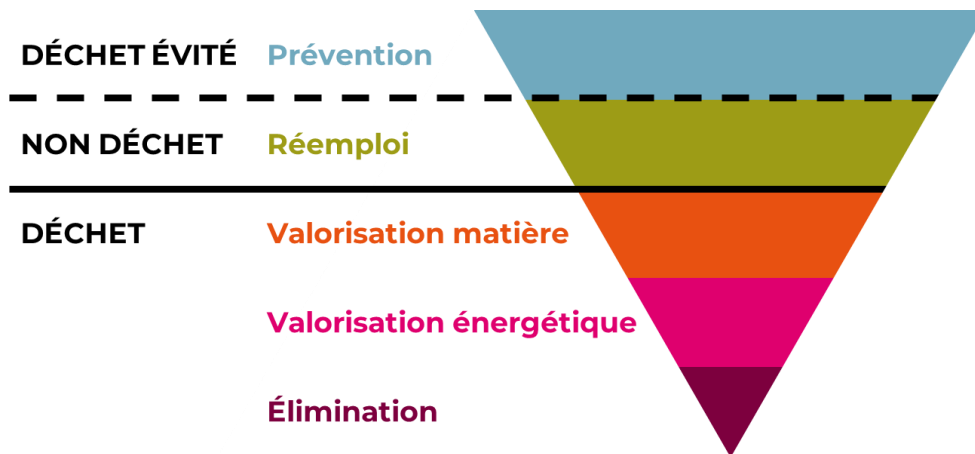 DÉCHET ÉVITÉ Prévention
NON DÉCHET Réemploi
DÉCHET Valorisation matière
Valorisation énergétique
Élimination